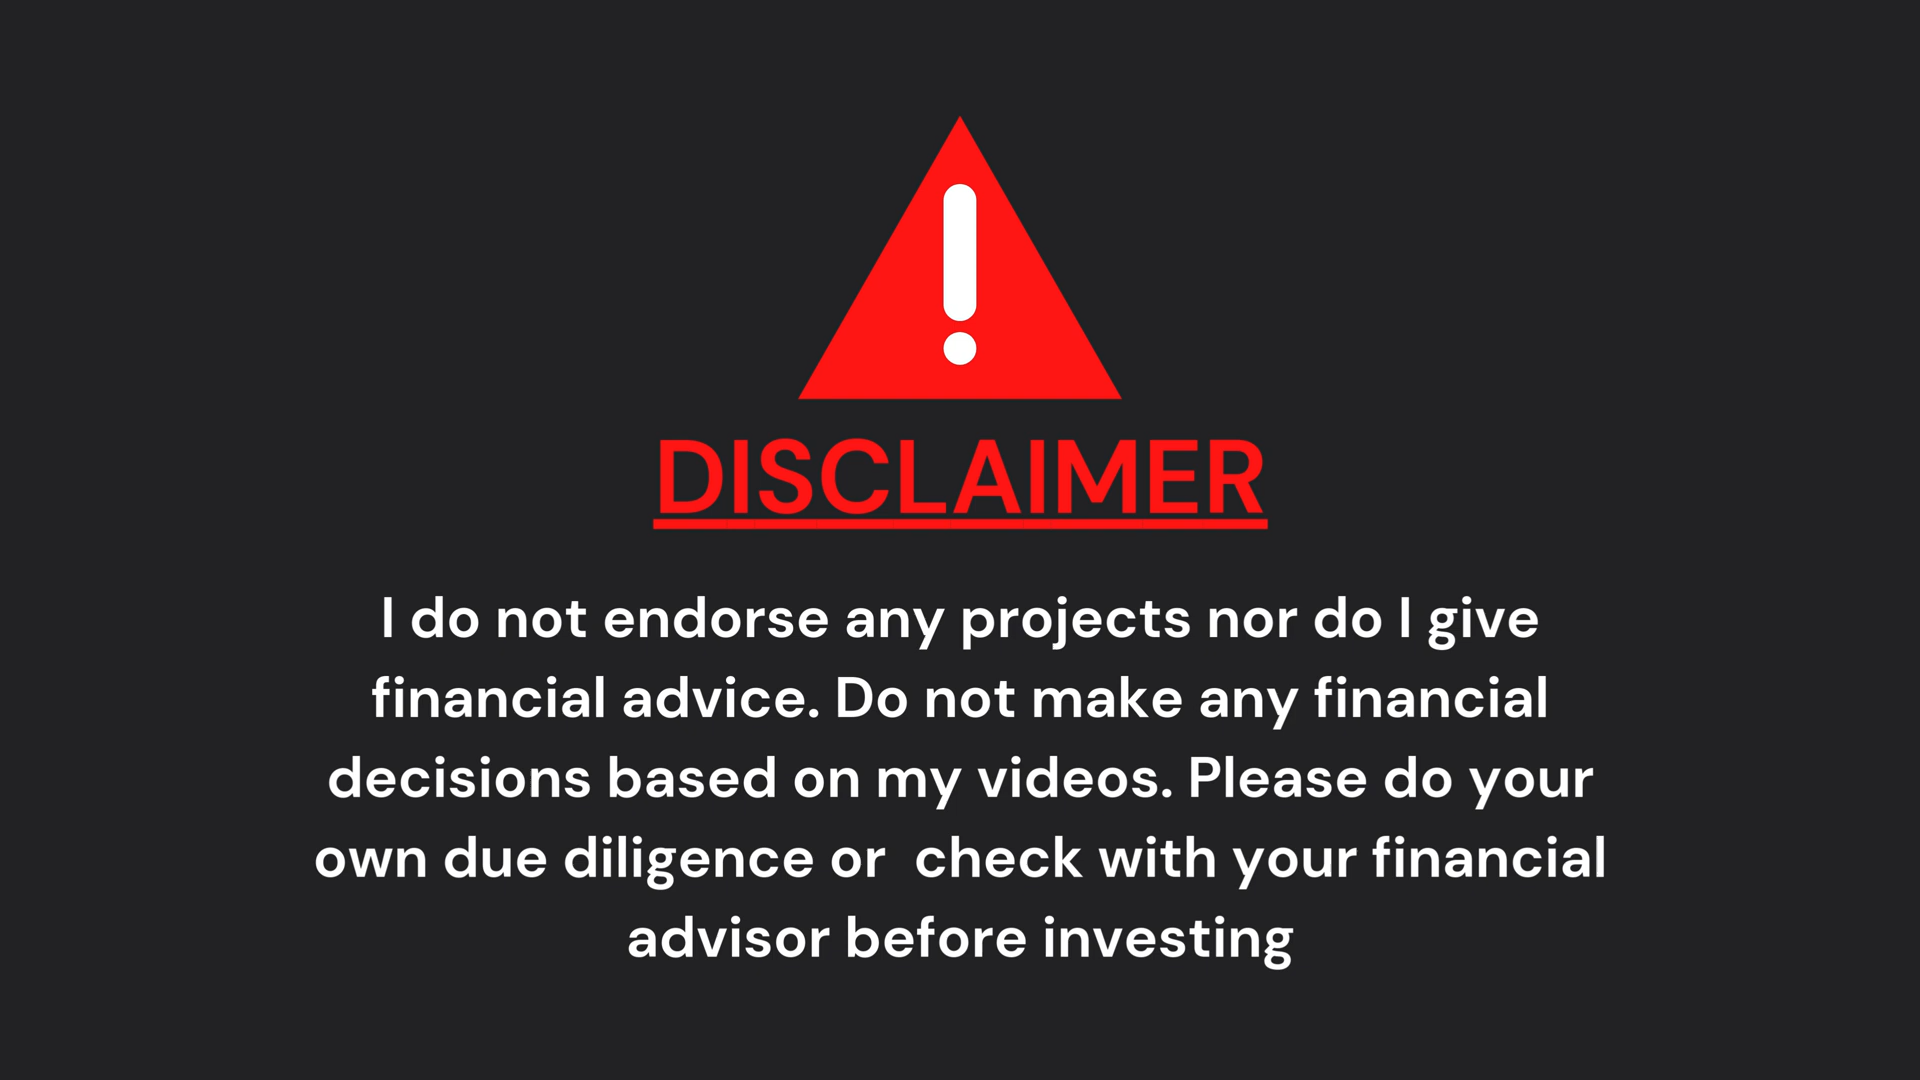 DISCLAIMER
I do not endorse any projects nor do I give
financial advice. Do not make any financial
decisions based on my videos. Please do your
own due diligence or  check with your financial
advisor before investing